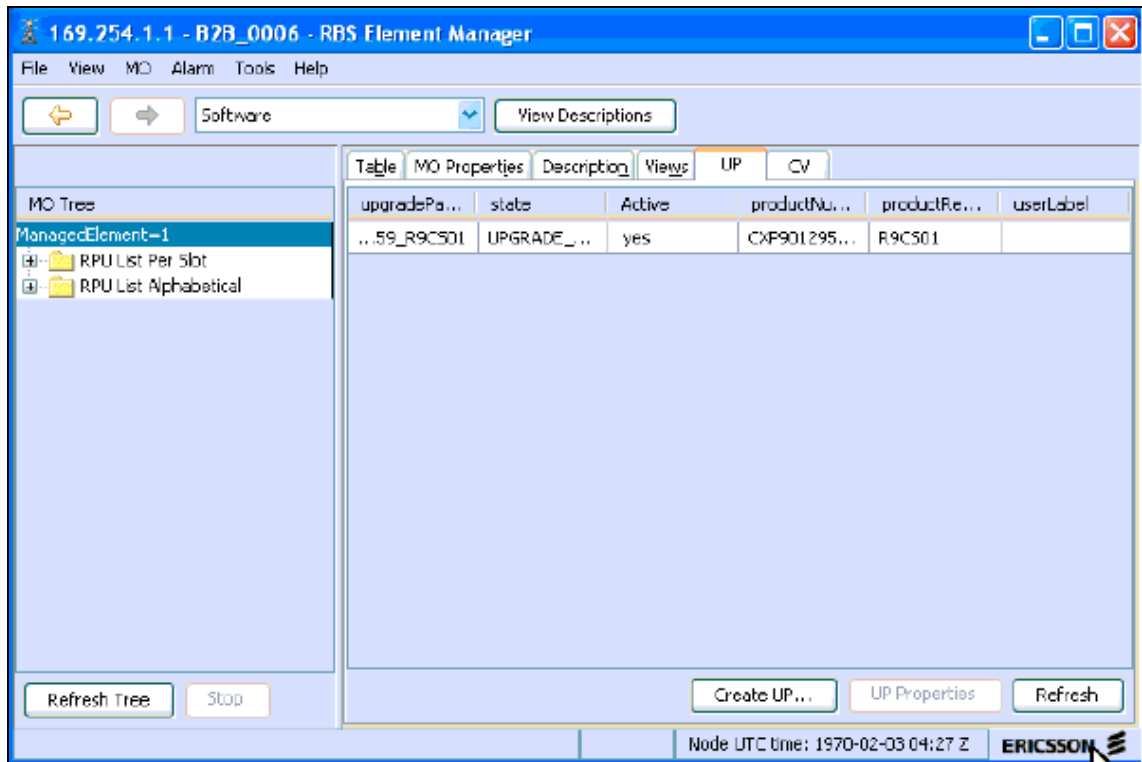 169.254.1.1 - B2B_0006 - RBS Element Manager
File View MO Alarm Tools Help
Software View Descriptions
Table MO Properties Description Views UP CV
MO Tree
upgradePa... state Active productNu... productRe... userLabel
ManagedElement=1
...59_R9CS01 UPGRADE_... yes CXP901295... R9CS01
RPU List Per Slot
RPU List Alphabetical
Refresh Tree Stop
Create UP... UP Properties Refresh
Node UTC time: 1970-02-03 04:27 Z ERICSSON